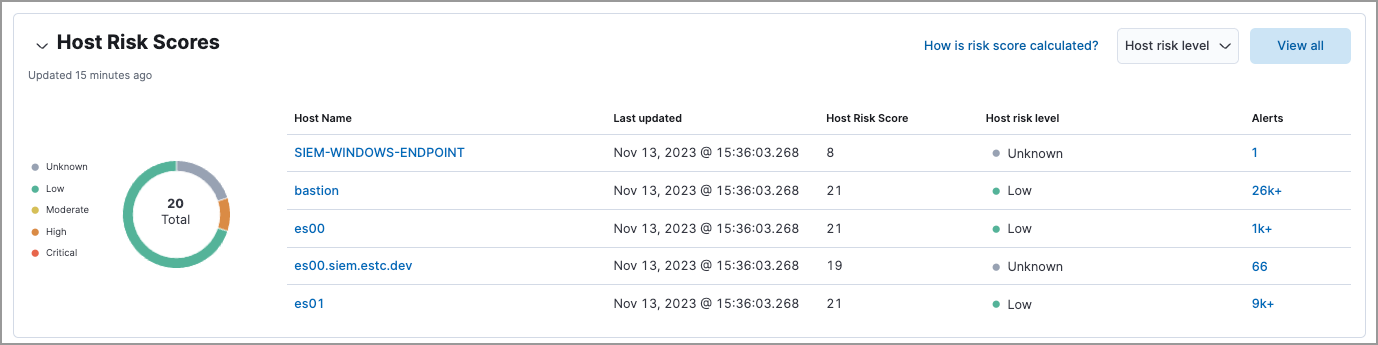 Host Risk Scores
How is risk score calculated?
Host risk level
View all
Updated 15 minutes ago
Unknown
Low
Moderate
High
Critical
20
Total
Host Name Last updated Host Risk Score Host risk level Alerts
SIEM-WINDOWS-ENDPOINT Nov 13, 2023 @ 15:36:03.268 8 Unknown 1
bastion Nov 13, 2023 @ 15:36:03.268 21 Low 26k+
es00 Nov 13, 2023 @ 15:36:03.268 21 Low 1k+
es00.siem.estc.dev Nov 13, 2023 @ 15:36:03.268 19 Unknown 66
es01 Nov 13, 2023 @ 15:36:03.268 21 Low 9k+